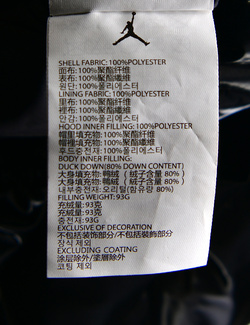 SHELL FABRIC: 100%POLYESTER
面布: 100%聚酯纤维
表布: 100%聚酯纖維
원단: 100%폴리에스터
LINING FABRIC: 100%POLYESTER
里布: 100%聚酯纤维
裡布: 100%聚酯纖維
안감: 100%폴리에스터
HOOD INNER FILLING: 100%POLYESTER
帽里填充物: 100%聚酯纤维
帽裡填充物: 100%聚酯纖維
후드충전재: 100%폴리에스터
BODY INNER FILLING:
DUCK DOWN(80% DOWN CONTENT)
大身填充物: 鸭绒 ( 绒子含量 80% )
大身填充物: 鴨絨 ( 絨子含量 80% )
내부충전재: 오리털(함유량 80%)
FILLING WEIGHT: 93G
充绒量: 93克
充絨量: 93克
충전재: 93G
EXCLUSIVE OF DECORATION
不包括装饰部分/不包括裝飾部分
장식 제외
EXCLUDING COATING
涂层除外/塗層除外
코팅 제외